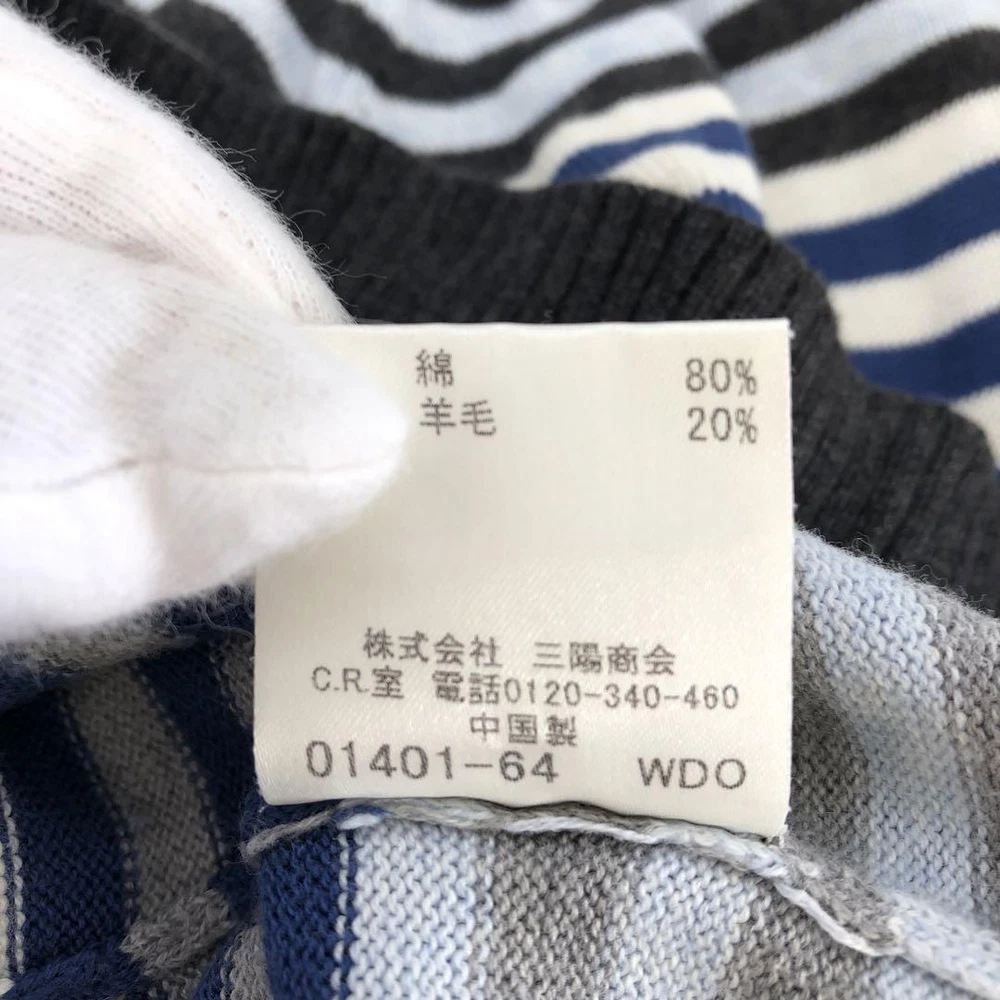 綿 80%
羊毛 20%
株式会社 三陽商会
C.R.室 電話0120-340-460
中国製
01401-64 WDO